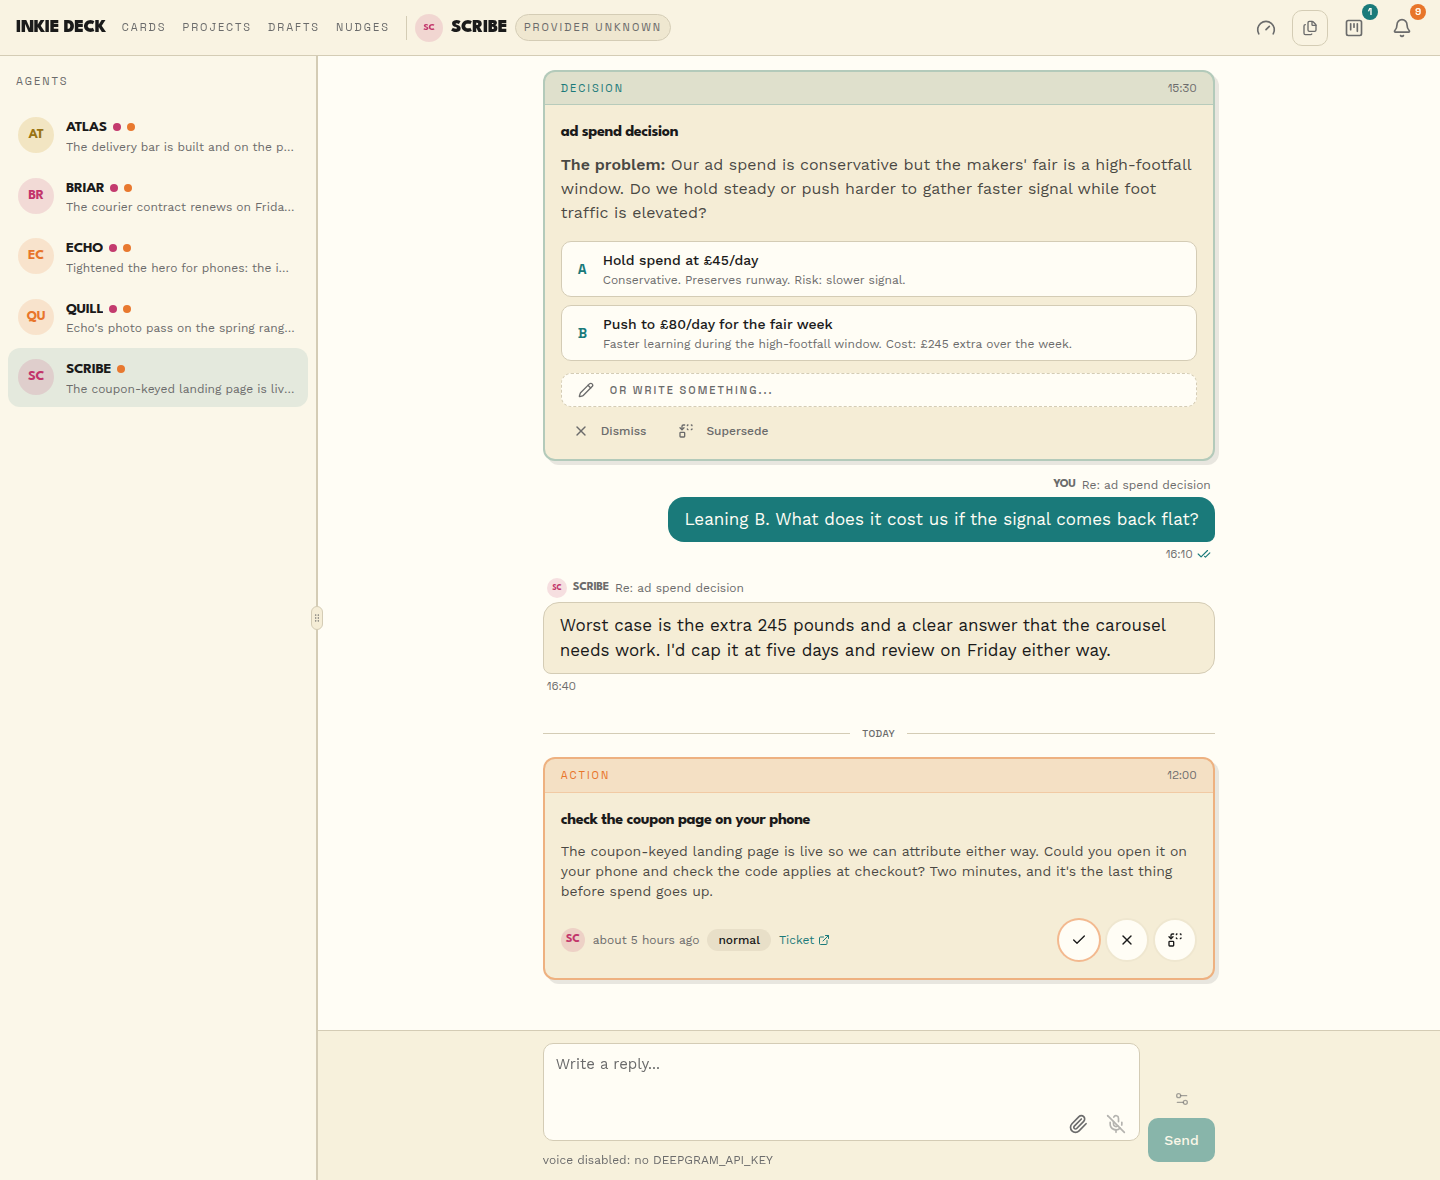 INKIE DECK CARDS PROJECTS DRAFTS NUDGES SC SCRIBE PROVIDER UNKNOWN 1 9
AGENTS
AT ATLAS
The delivery bar is built and on the p...
BR BRIAR
The courier contract renews on Frida...
EC ECHO
Tightened the hero for phones: the i...
QU QUILL
Echo's photo pass on the spring rang...
SC SCRIBE
The coupon-keyed landing page is liv...
DECISION 15:30
ad spend decision
The problem: Our ad spend is conservative but the makers' fair is a high-footfall
window. Do we hold steady or push harder to gather faster signal while foot
traffic is elevated?
A Hold spend at £45/day
Conservative. Preserves runway. Risk: slower signal.
B Push to £80/day for the fair week
Faster learning during the high-footfall window. Cost: £245 extra over the week.
OR WRITE SOMETHING...
Dismiss Supersede
YOU Re: ad spend decision
Leaning B. What does it cost us if the signal comes back flat?
16:10
SC SCRIBE Re: ad spend decision
Worst case is the extra 245 pounds and a clear answer that the carousel
needs work. I'd cap it at five days and review on Friday either way.
16:40
TODAY
ACTION 12:00
check the coupon page on your phone
The coupon-keyed landing page is live so we can attribute either way. Could you open it on
your phone and check the code applies at checkout? Two minutes, and it's the last thing
before spend goes up.
SC about 5 hours ago normal Ticket
Write a reply...
Send
voice disabled: no DEEPGRAM_API_KEY